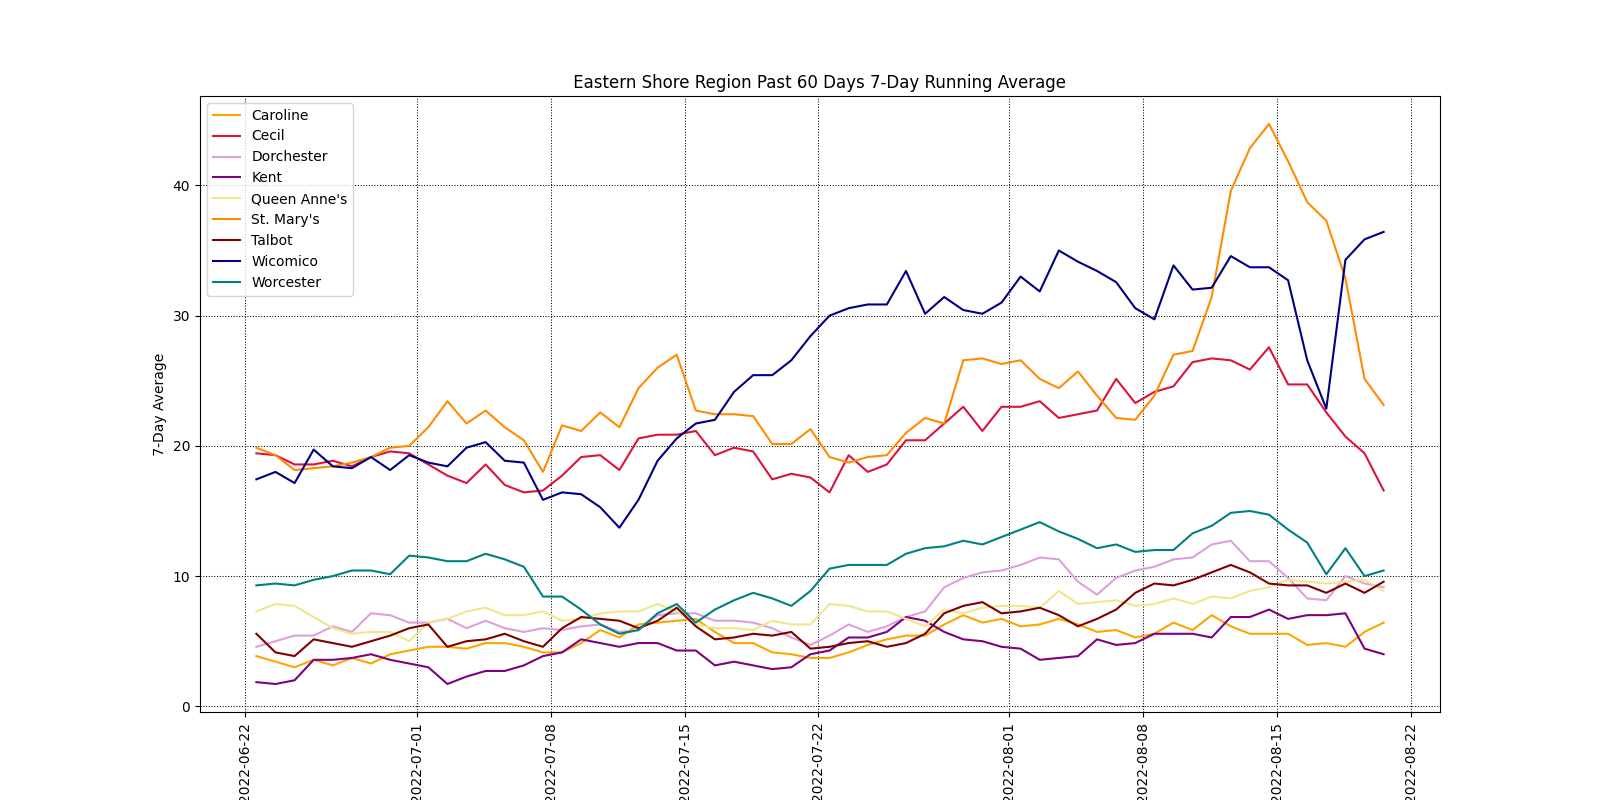 Eastern Shore Region Past 60 Days 7-Day Running Average
Caroline
Cecil
Dorchester
Kent
Queen Anne's
St. Mary's
Talbot
Wicomico
Worcester
7-Day Average
40
30
20
10
0
2022-06-22
2022-07-01
2022-07-08
2022-07-15
2022-07-22
2022-08-01
2022-08-08
2022-08-15
2022-08-22